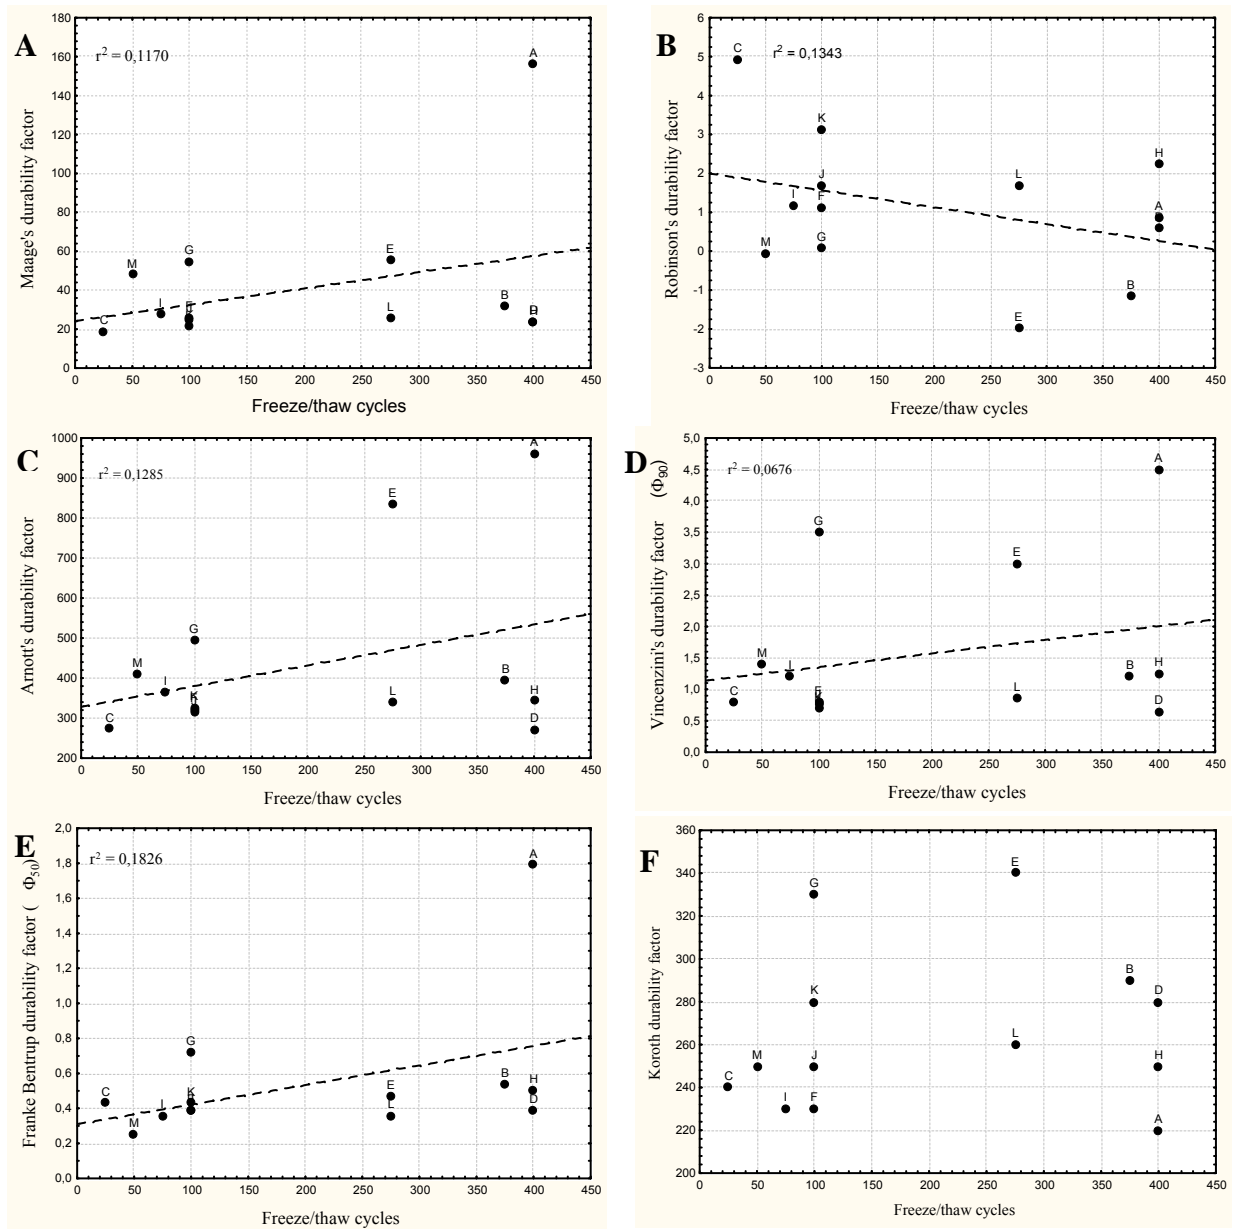 A
r² = 0,1170
Maage's durability factor
180
160
140
120
100
80
60
40
20
0
A
G
E
M
I
F
B
L
C
0 50 100 150 200 250 300 350 400 450
Freeze/thaw cycles
B
r² = 0,1343
Robinson's durability factor
6
5
4
3
2
1
0
-1
-2
-3
C
K
H
J
L
I
F
A
G
M
B
E
0 50 100 150 200 250 300 350 400 450
Freeze/thaw cycles
C
r² = 0,1285
Arnott's durability factor
1000
900
800
700
600
500
400
300
200
A
E
G
M
B
I
K
L
H
C
D
0 50 100 150 200 250 300 350 400 450
Freeze/thaw cycles
D
r² = 0,0676
Vincenzini's durability factor (Φ90)
5,0
4,5
4,0
3,5
3,0
2,5
2,0
1,5
1,0
0,5
0,0
A
G
E
M
I
B
H
C
L
D
0 50 100 150 200 250 300 350 400 450
Freeze/thaw cycles
E
r² = 0,1826
Franke Bentrup durability factor ( Φ50)
2,0
1,8
1,6
1,4
1,2
1,0
0,8
0,6
0,4
0,2
0,0
A
G
B
E
H
C
K
I
L
D
M
0 50 100 150 200 250 300 350 400 450
Freeze/thaw cycles
F
Koroth durability factor
360
340
320
300
280
260
240
220
200
E
G
B
K
D
L
M
J
H
C
I
F
A
0 50 100 150 200 250 300 350 400 450
Freeze/thaw cycles